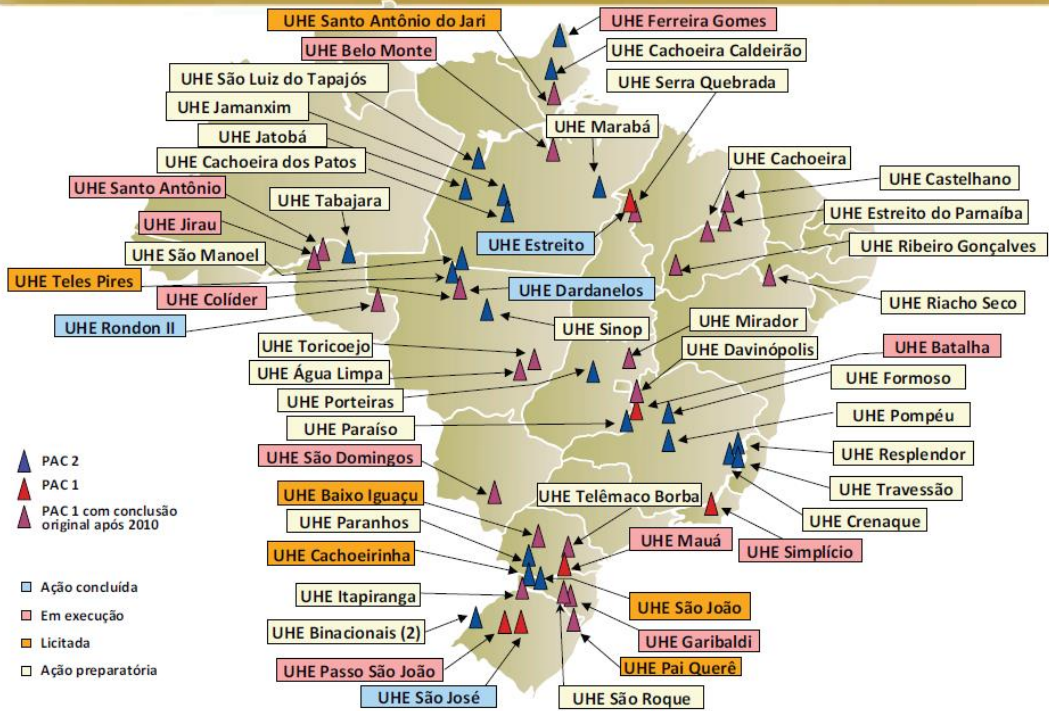 UHE Santo Antônio do Jari
UHE Ferreira Gomes
UHE Belo Monte
UHE Cachoeira Caldeirão
UHE São Luiz do Tapajós
UHE Serra Quebrada
UHE Jamanxim
UHE Marabá
UHE Jatobá
UHE Cachoeira dos Patos
UHE Cachoeira
UHE Castelhano
UHE Santo Antônio
UHE Tabajara
UHE Estreito do Parnaíba
UHE Jirau
UHE Estreito
UHE Ribeiro Gonçalves
UHE São Manoel
UHE Teles Pires
UHE Colíder
UHE Dardanelos
UHE Riacho Seco
UHE Rondon II
UHE Sinop
UHE Mirador
UHE Toricoejo
UHE Davinópolis
UHE Batalha
UHE Água Limpa
UHE Formoso
UHE Porteiras
UHE Pompéu
UHE Paraíso
UHE Resplendor
UHE São Domingos
UHE Travessão
UHE Baixo Iguaçu
UHE Telêmaco Borba
UHE Crenaque
UHE Paranhos
UHE Mauá
UHE Simplício
UHE Cachoeirinha
UHE Itapiranga
UHE São João
UHE Binacionais (2)
UHE Garibaldi
UHE Passo São João
UHE Pai Querê
UHE São José
UHE São Roque
PAC 2
PAC 1
PAC 1 com conclusão
original após 2010
Ação concluída
Em execução
Licitada
Ação preparatória